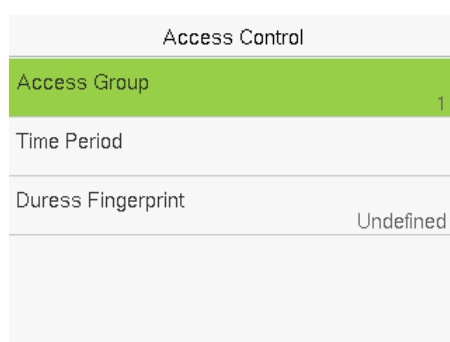 Access Control
Access Group
1
Time Period
Duress Fingerprint
Undefined